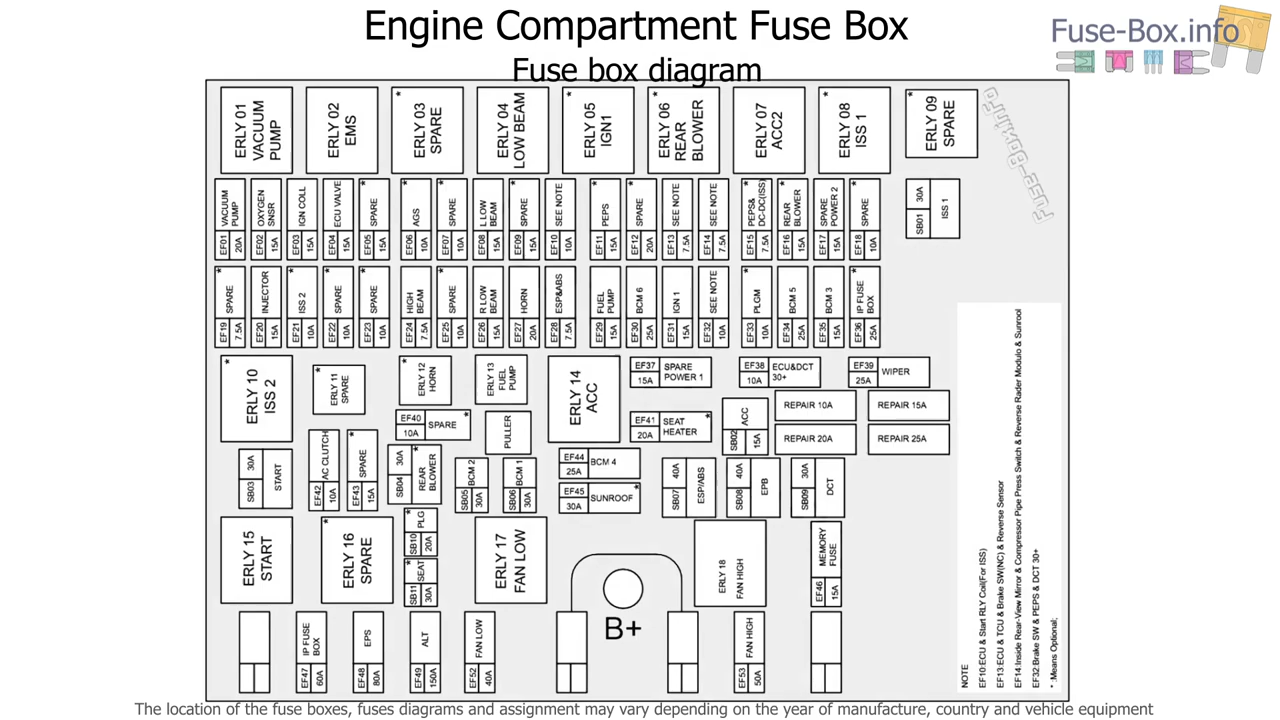 Engine Compartment Fuse Box
Fuse box diagram
Fuse-Box.info
ERLY 01
VACUUM
PUMP
ERLY 02
EMS
*
ERLY 03
SPARE
ERLY 04
LOW BEAM
*
ERLY 05
IGN1
*
ERLY 06
REAR
BLOWER
ERLY 07
ACC2
*
ERLY 08
ISS 1
*
ERLY 09
SPARE
Fuse-Box.info
EF01 20A VACUUM
PUMP
EF02 15A OXYGEN
SNSR
EF03 15A IGN COLL
EF04 15A ECU VALVE
EF05 15A SPARE *
EF06 10A AGS *
EF07 10A SPARE *
EF08 15A L LOW
BEAM
EF09 15A SPARE *
EF10 10A SEE NOTE
EF11 15A PEPS *
EF12 20A SPARE *
EF13 7.5A SEE NOTE
EF14 7.5A SEE NOTE
EF15 7.5A PEPS&
DC-DC(ISS) *
EF16 15A REAR
BLOWER *
EF17 15A SPARE
POWER 2
EF18 10A SPARE *
SB01 30A ISS 1
EF19 7.5A SPARE *
EF20 15A INJECTOR
EF21 10A ISS 2 *
EF22 10A SPARE *
EF23 10A SPARE *
EF24 7.5A HIGH
BEAM
EF25 10A SPARE *
EF26 15A R LOW
BEAM
EF27 20A HORN
EF28 7.5A ESP&ABS
EF29 15A FUEL
PUMP
EF30 25A BCM 6
EF31 15A IGN 1
EF32 10A SEE NOTE
EF33 10A PLGM *
EF34 25A BCM 5
EF35 15A BCM 3
EF36 25A IP FUSE
BOX *
*
ERLY 10
ISS 2
*
ERLY 11
SPARE
*
ERLY 12
HORN
ERLY 13
FUEL
PUMP
ERLY 14
ACC
EF37 15A SPARE
POWER 1
EF38 10A ECU&DCT
30+
EF39 25A WIPER
EF40 10A SPARE *
PULLER
EF41 20A SEAT
HEATER *
SB02 15A ACC
REPAIR 10A
REPAIR 15A
REPAIR 20A
REPAIR 25A
SB03 30A START
EF42 10A AC CLUTCH
EF43 15A SPARE *
SB04 30A REAR
BLOWER *
SB05 30A BCM 2
SB06 30A BCM 1
EF44 25A BCM 4
EF45 30A SUNROOF *
SB07 40A ESP/ABS
SB08 40A EPB
SB09 30A DCT
ERLY 15
START
*
ERLY 16
SPARE
SB10 20A PLG *
SB11 30A SEAT *
ERLY 17
FAN LOW
B+
ERLY 18
FAN HIGH
EF46 15A MEMORY
FUSE
EF47 60A IP FUSE
BOX
EF48 80A EPS
EF49 150A ALT
EF52 40A FAN LOW
EF53 50A FAN HIGH
NOTE
EF10:ECU & Start RLY Coil(For ISS)
EF13:ECU & TCU & Brake SW(NC) & Reverse Sensor
EF14:Inside Rear-View Mirror & Compressor Pipe Press Switch & Reverse Rader Modulo & Sunrool
EF32:Brake SW & PEPS & DCT 30+
* :Means Optional;
The location of the fuse boxes, fuses diagrams and assignment may vary depending on the year of manufacture, country and vehicle equipment